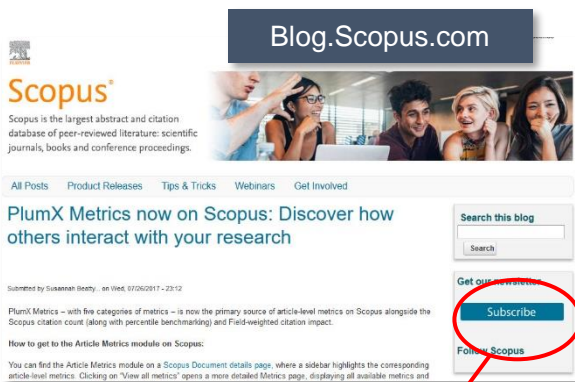 Blog.Scopus.com
ELSEVIER
Scopus®
Scopus is the largest abstract and citation
database of peer-reviewed literature: scientific
journals, books and conference proceedings.
All Posts Product Releases Tips & Tricks Webinars Get Involved
PlumX Metrics now on Scopus: Discover how
others interact with your research
Submitted by Susannah Beatty... on Wed, 07/26/2017 - 23:12
PlumX Metrics – with five categories of metrics – is now the primary source of article-level metrics on Scopus alongside the
Scopus citation count (along with percentile benchmarking) and Field-weighted citation impact.
How to get to the Article Metrics module on Scopus:
You can find the Article Metrics module on a Scopus Document details page, where a sidebar highlights the corresponding
article-level metrics. Clicking on "View all metrics" opens a more detailed Metrics page, displaying all available metrics and
Search this blog
Search
Get our newsletter
Subscribe
Follow Scopus